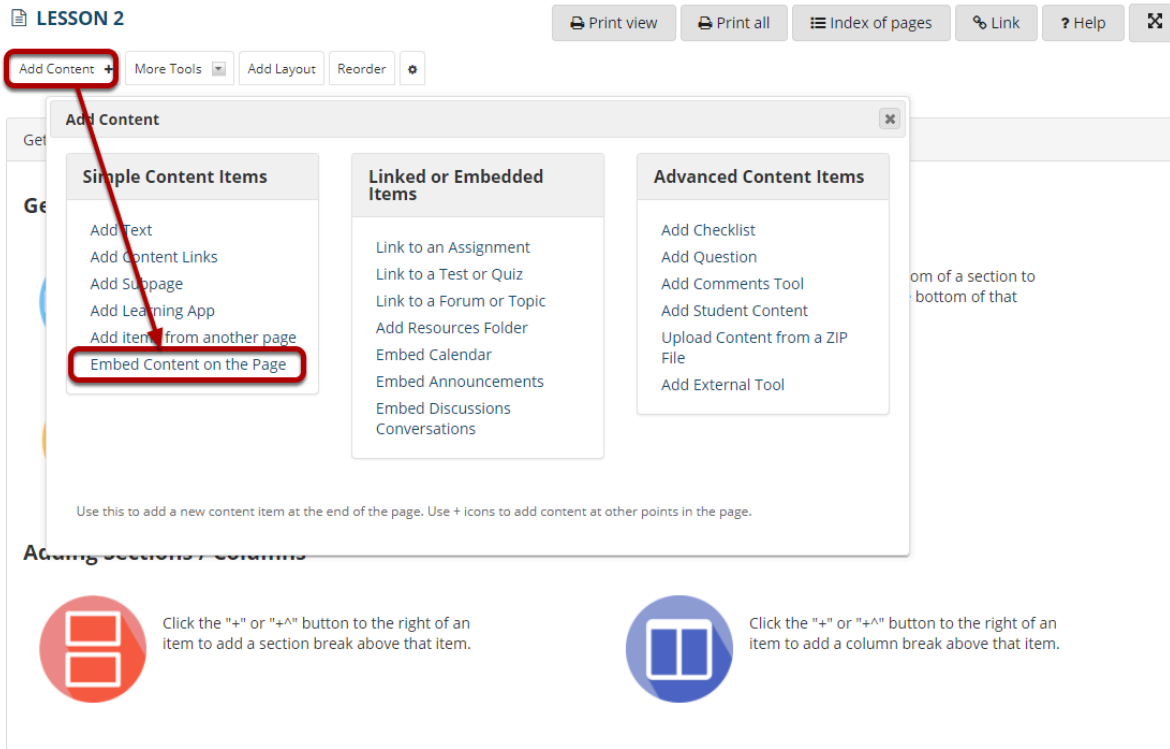 LESSON 2
Print view
Print all
Index of pages
Link
? Help
Add Content +
More Tools
Add Layout
Reorder
Add Content
Get
Simple Content Items
Add Text
Add Content Links
Add Subpage
Add Learning App
Add items from another page
Embed Content on the Page
Linked or Embedded
Items
Link to an Assignment
Link to a Test or Quiz
Link to a Forum or Topic
Add Resources Folder
Embed Calendar
Embed Announcements
Embed Discussions
Conversations
Advanced Content Items
Add Checklist
Add Question
Add Comments Tool
Add Student Content
Upload Content from a ZIP
File
Add External Tool
Ge
om of a section to
bottom of that
Use this to add a new content item at the end of the page. Use + icons to add content at other points in the page.
Adding Sections / Columns
Click the "+" or "+^" button to the right of an
item to add a section break above that item.
Click the "+" or "+^" button to the right of an
item to add a column break above that item.